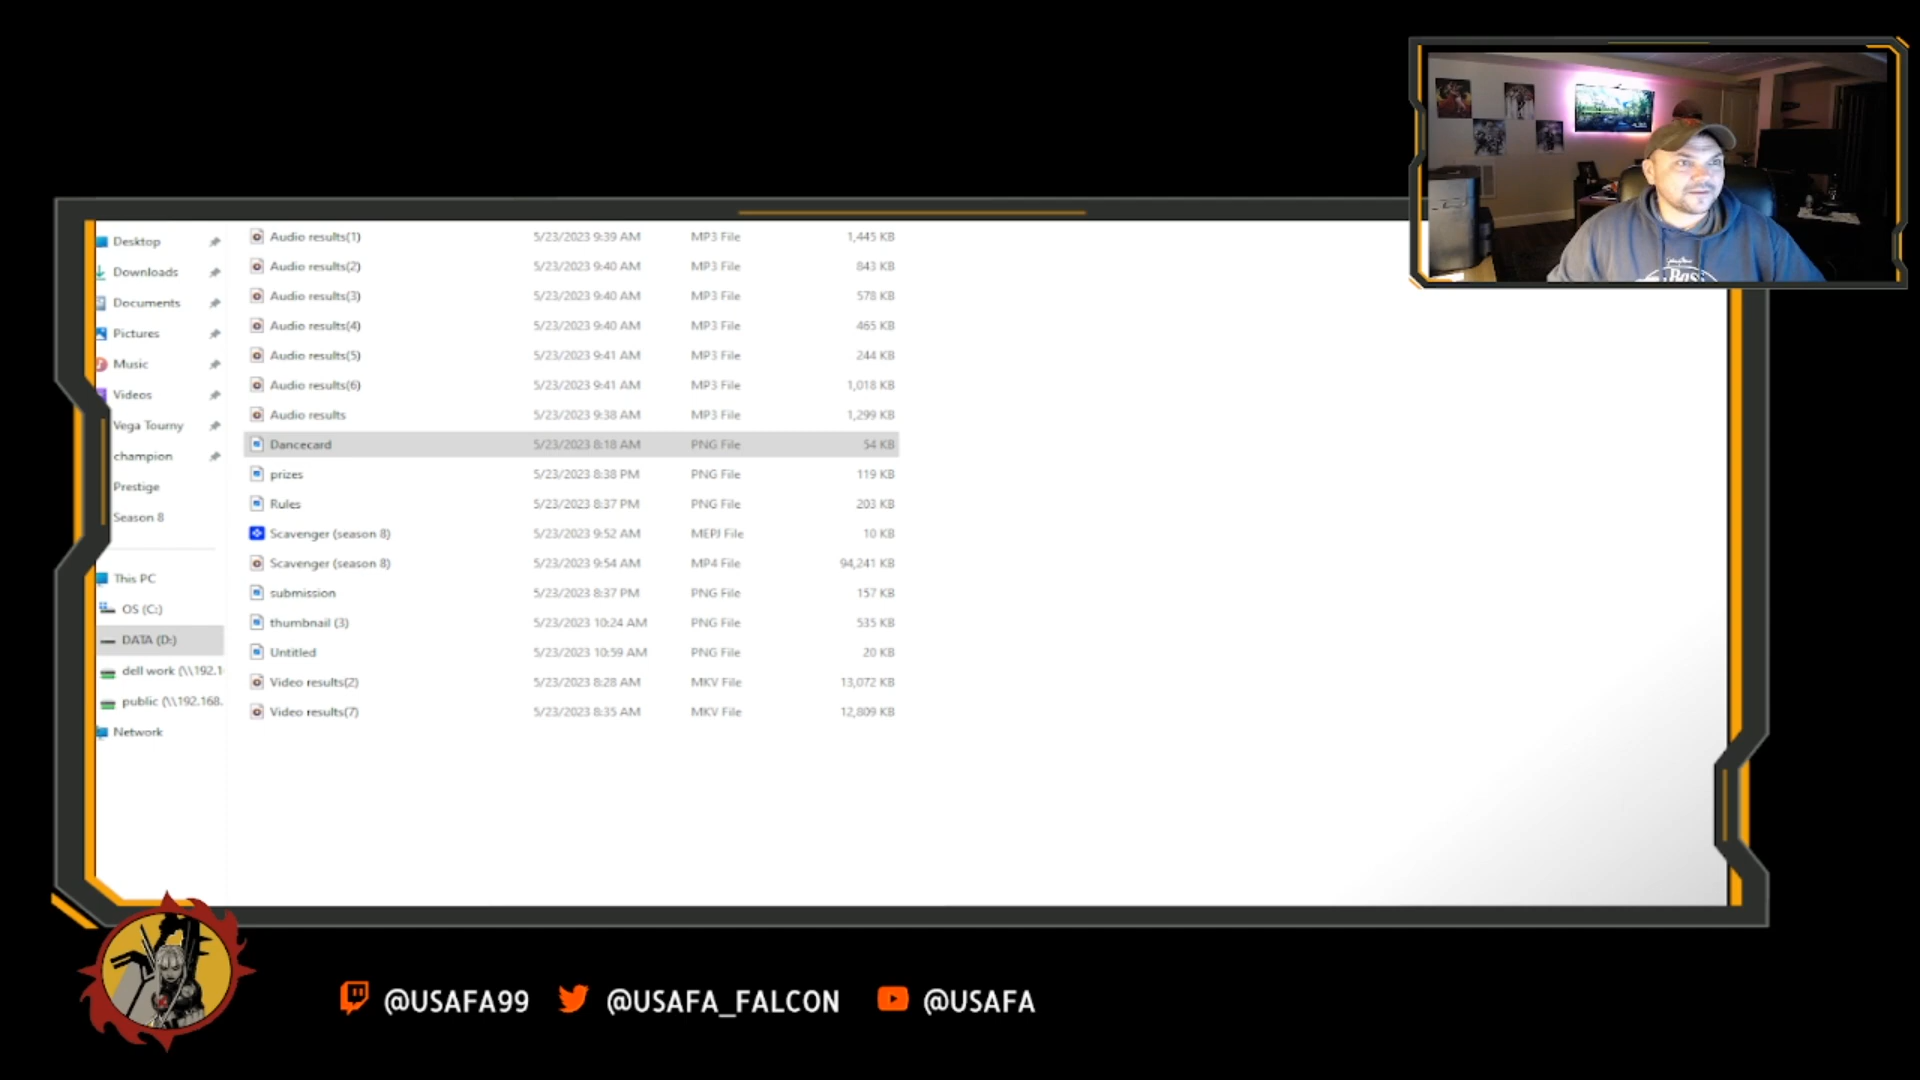 Desktop
Downloads
Documents
Pictures
Music
Videos
Vega Tourny
champion
Prestige
Season 8
This PC
OS (C:)
DATA (D:)
dell work (\\192.1
public (\\192.168.
Network
Audio results(1) 5/23/2023 9:39 AM MP3 File 1,445 KB
Audio results(2) 5/23/2023 9:40 AM MP3 File 843 KB
Audio results(3) 5/23/2023 9:40 AM MP3 File 578 KB
Audio results(4) 5/23/2023 9:40 AM MP3 File 465 KB
Audio results(5) 5/23/2023 9:41 AM MP3 File 244 KB
Audio results(6) 5/23/2023 9:41 AM MP3 File 1,018 KB
Audio results 5/23/2023 9:38 AM MP3 File 1,299 KB
Dancecard 5/23/2023 8:18 AM PNG File 54 KB
prizes 5/23/2023 8:38 PM PNG File 119 KB
Rules 5/23/2023 8:37 PM PNG File 203 KB
Scavenger (season 8) 5/23/2023 9:52 AM MEPJ File 10 KB
Scavenger (season 8) 5/23/2023 9:54 AM MP4 File 94,241 KB
submission 5/23/2023 8:37 PM PNG File 157 KB
thumbnail (3) 5/23/2023 10:24 AM PNG File 535 KB
Untitled 5/23/2023 10:59 AM PNG File 20 KB
Video results(2) 5/23/2023 8:28 AM MKV File 13,072 KB
Video results(7) 5/23/2023 8:35 AM MKV File 12,809 KB
Bass
@USAFA99 @USAFA_FALCON @USAFA